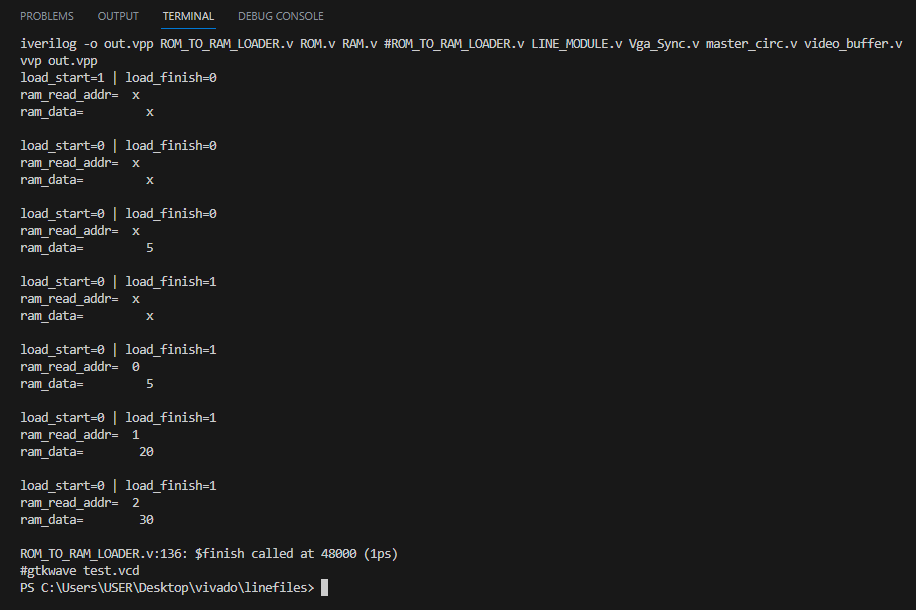 PROBLEMS OUTPUT TERMINAL DEBUG CONSOLE
iverilog -o out.vpp ROM_TO_RAM_LOADER.v ROM.v RAM.v #ROM_TO_RAM_LOADER.v LINE_MODULE.v Vga_Sync.v master_circ.v video_buffer.v
vvp out.vpp
load_start=1 | load_finish=0
ram_read_addr=  x
ram_data=         x
load_start=0 | load_finish=0
ram_read_addr=  x
ram_data=         x
load_start=0 | load_finish=0
ram_read_addr=  x
ram_data=         5
load_start=0 | load_finish=1
ram_read_addr=  x
ram_data=         x
load_start=0 | load_finish=1
ram_read_addr=  0
ram_data=         5
load_start=0 | load_finish=1
ram_read_addr=  1
ram_data=        20
load_start=0 | load_finish=1
ram_read_addr=  2
ram_data=        30
ROM_TO_RAM_LOADER.v:136: $finish called at 48000 (1ps)
#gtkwave test.vcd
PS C:\Users\USER\Desktop\vivado\linefiles>